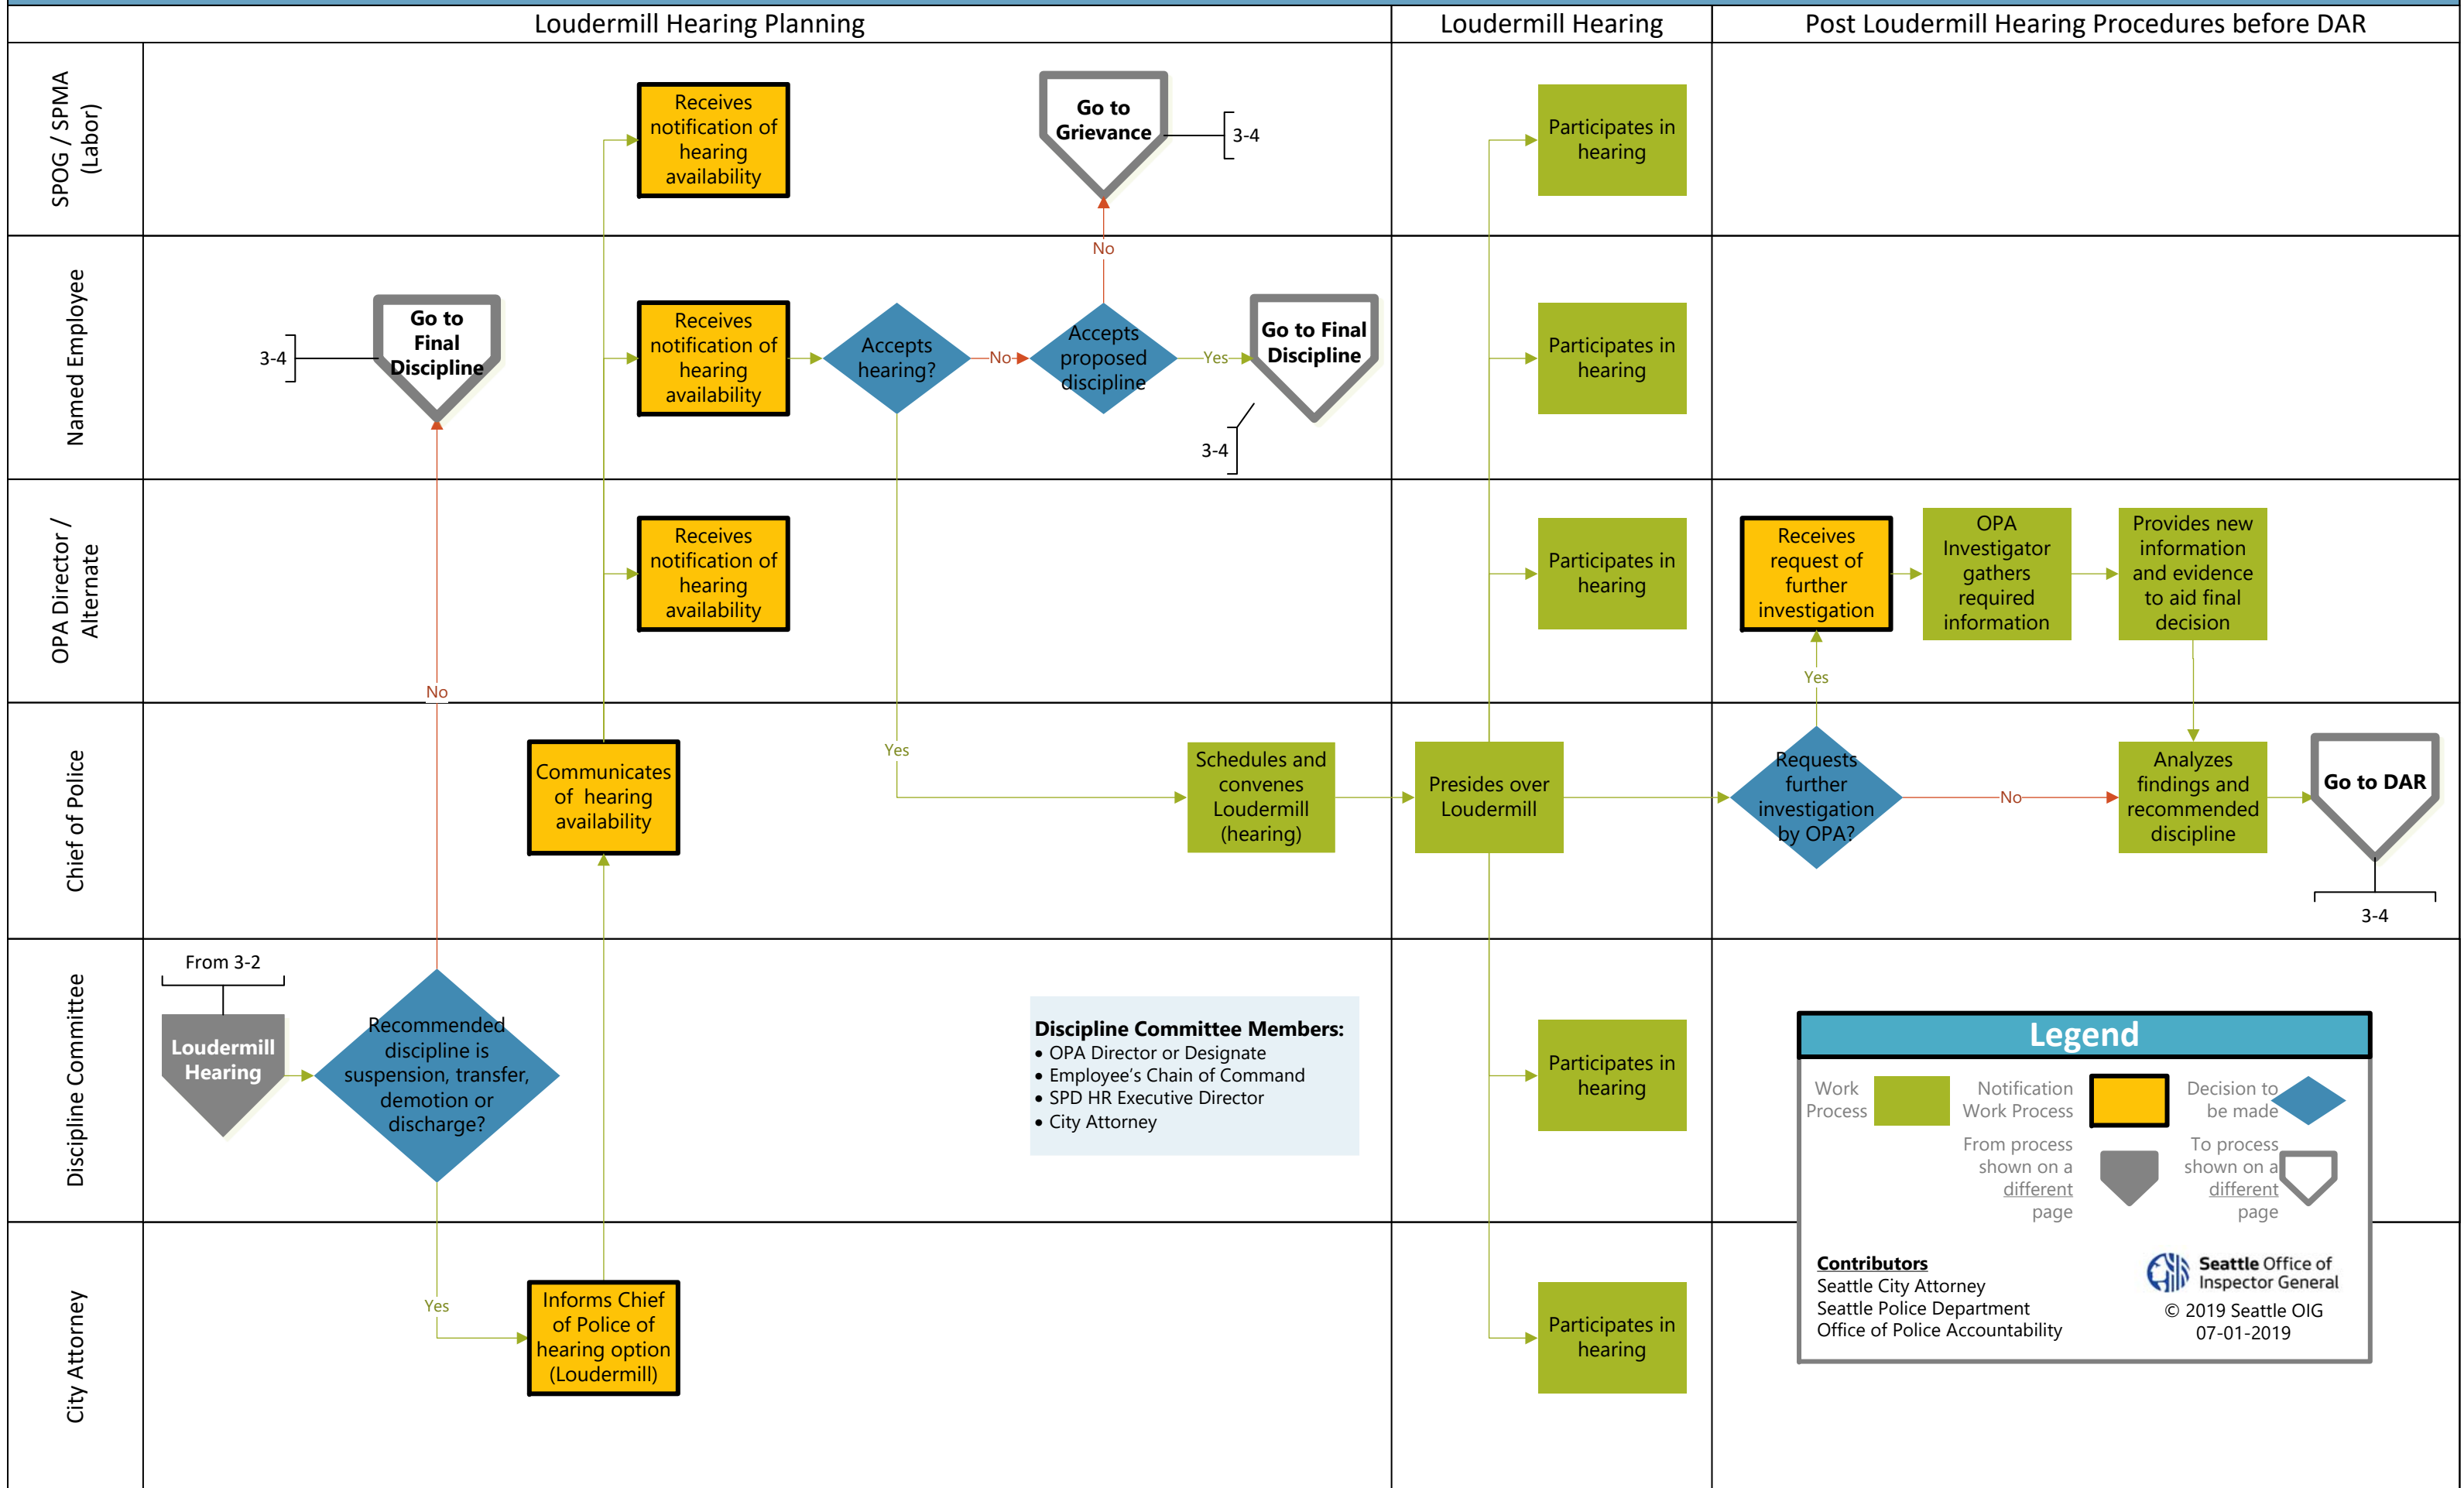 Loudermill Hearing Planning
Loudermill Hearing
Post Loudermill Hearing Procedures before DAR
SPOG / SPMA
(Labor)
Receives
notification of
hearing
availability
Go to
Grievance
3-4
Participates in
hearing
Named Employee
3-4
Go to
Final
Discipline
Receives
notification of
hearing
availability
Accepts
hearing?
No
Accepts
proposed
discipline
No
Yes
Go to Final
Discipline
3-4
Participates in
hearing
OPA Director /
Alternate
No
Receives
notification of
hearing
availability
Participates in
hearing
Receives
request of
further
investigation
OPA
Investigator
gathers
required
information
Provides new
information
and evidence
to aid final
decision
Yes
Chief of Police
Communicates
of hearing
availability
Yes
Schedules and
convenes
Loudermill
(hearing)
Presides over
Loudermill
Requests
further
investigation
by OPA?
No
Analyzes
findings and
recommended
discipline
Go to DAR
3-4
Discipline Committee
From 3-2
Loudermill
Hearing
Recommended
discipline is
suspension, transfer,
demotion or
discharge?
Discipline Committee Members:
• OPA Director or Designate
• Employee's Chain of Command
• SPD HR Executive Director
• City Attorney
Participates in
hearing
City Attorney
Yes
Informs Chief
of Police of
hearing option
(Loudermill)
Participates in
hearing
Legend
Work
Process
Notification
Work Process
Decision to
be made
From process
shown on a
different
page
To process
shown on a
different
page
Contributors
Seattle City Attorney
Seattle Police Department
Office of Police Accountability
Seattle Office of
Inspector General
© 2019 Seattle OIG
07-01-2019